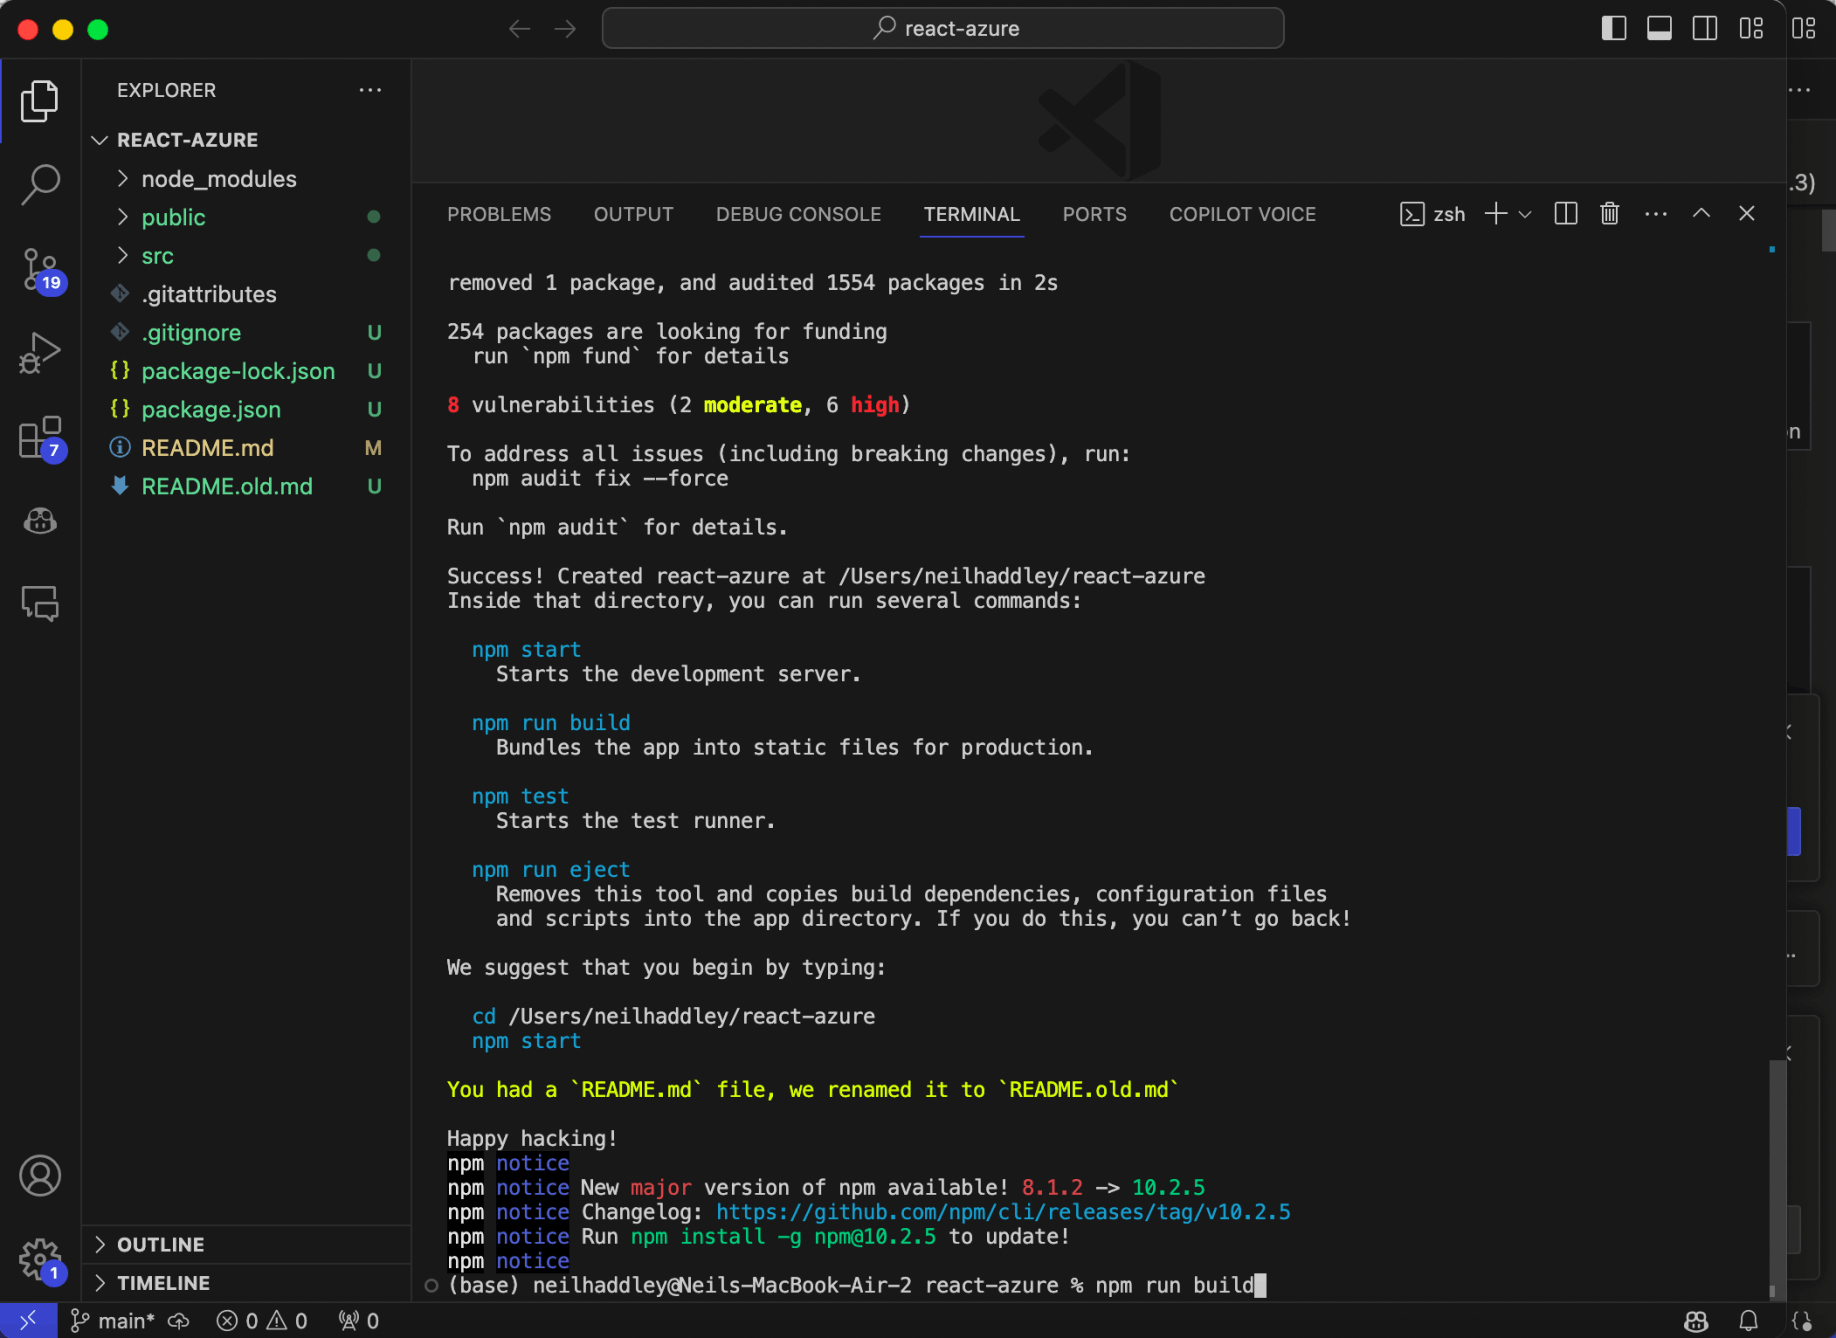 react-azure
EXPLORER
REACT-AZURE
node_modules
public
src
.gitattributes
.gitignore U
package-lock.json U
package.json U
README.md M
README.old.md U
19
7
1
OUTLINE
TIMELINE
PROBLEMS OUTPUT DEBUG CONSOLE TERMINAL PORTS COPILOT VOICE zsh
.3)
n
removed 1 package, and audited 1554 packages in 2s
254 packages are looking for funding
run `npm fund` for details
8 vulnerabilities (2 moderate, 6 high)
To address all issues (including breaking changes), run:
npm audit fix --force
Run `npm audit` for details.
Success! Created react-azure at /Users/neilhaddley/react-azure
Inside that directory, you can run several commands:
npm start
Starts the development server.
npm run build
Bundles the app into static files for production.
npm test
Starts the test runner.
npm run eject
Removes this tool and copies build dependencies, configuration files
and scripts into the app directory. If you do this, you can’t go back!
We suggest that you begin by typing:
cd /Users/neilhaddley/react-azure
npm start
You had a `README.md` file, we renamed it to `README.old.md`
Happy hacking!
npm notice
npm notice New major version of npm available! 8.1.2 -> 10.2.5
npm notice Changelog: https://github.com/npm/cli/releases/tag/v10.2.5
npm notice Run npm install -g npm@10.2.5 to update!
npm notice
(base) neilhaddley@Neils-MacBook-Air-2 react-azure % npm run build
main* 0 0 0